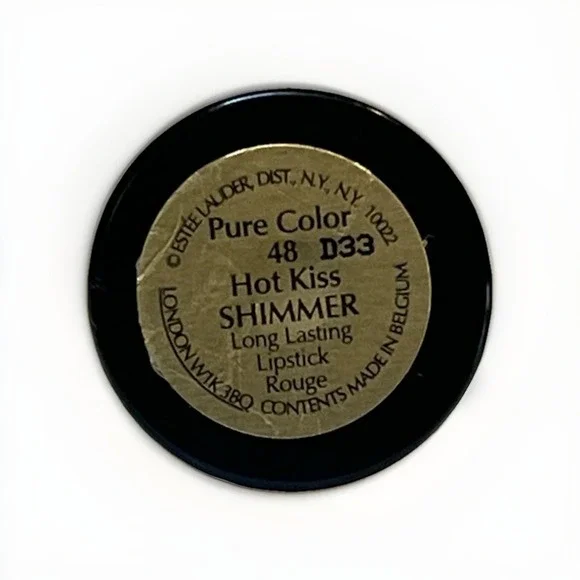 ©ESTÉE LAUDER, DIST., N.Y., N.Y. 10022
Pure Color
48 D33
Hot Kiss
SHIMMER
Long Lasting
Lipstick
Rouge
LONDON W1K 3BQ CONTENTS MADE IN BELGIUM